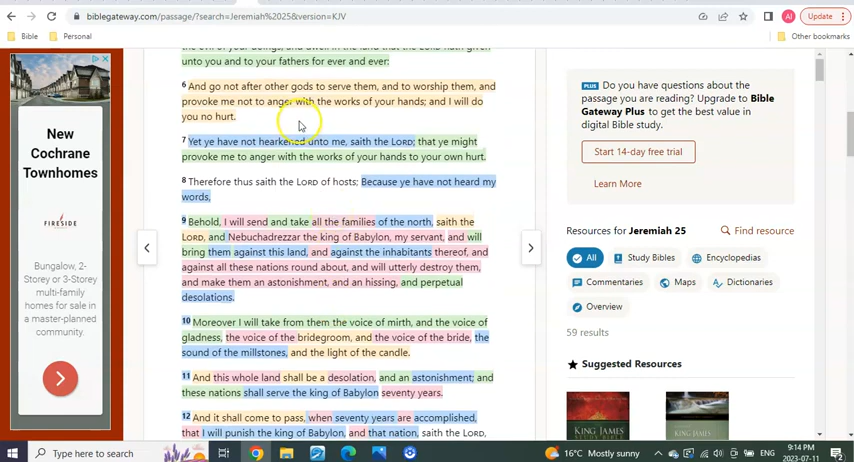 biblegateway.com/passage/?search=Jeremiah%2025&version=KJV
AI
Update
Bible
Personal
Other bookmarks
New
Cochrane
Townhomes
FIRESIDE
Bungalow, 2-
Storey or 3-Storey
multi-family
homes for sale in
a master-planned
community.
the evil of your doings, and dwell in the land that the LORD hath given
unto you and to your fathers for ever and ever:
6 And go not after other gods to serve them, and to worship them, and
provoke me not to anger with the works of your hands; and I will do
you no hurt.
7 Yet ye have not hearkened unto me, saith the LORD; that ye might
provoke me to anger with the works of your hands to your own hurt.
8 Therefore thus saith the LORD of hosts; Because ye have not heard my
words,
9 Behold, I will send and take all the families of the north, saith the
LORD, and Nebuchadrezzar the king of Babylon, my servant, and will
bring them against this land, and against the inhabitants thereof, and
against all these nations round about, and will utterly destroy them,
and make them an astonishment, and an hissing, and perpetual
desolations.
10 Moreover I will take from them the voice of mirth, and the voice of
gladness, the voice of the bridegroom, and the voice of the bride, the
sound of the millstones, and the light of the candle.
11 And this whole land shall be a desolation, and an astonishment; and
these nations shall serve the king of Babylon seventy years.
12 And it shall come to pass, when seventy years are accomplished,
that I will punish the king of Babylon, and that nation, saith the LORD,
PLUS Do you have questions about the
passage you are reading? Upgrade to Bible
Gateway Plus to get the best value in
digital Bible study.
Start 14-day free trial
Learn More
Resources for Jeremiah 25
Find resource
All
Study Bibles
Encyclopedias
Commentaries
Maps
Dictionaries
Overview
59 results
Suggested Resources
KING JAMES
KING JAMES
Type here to search
16°C Mostly sunny
ENG
9:14 PM
2023-07-11
2